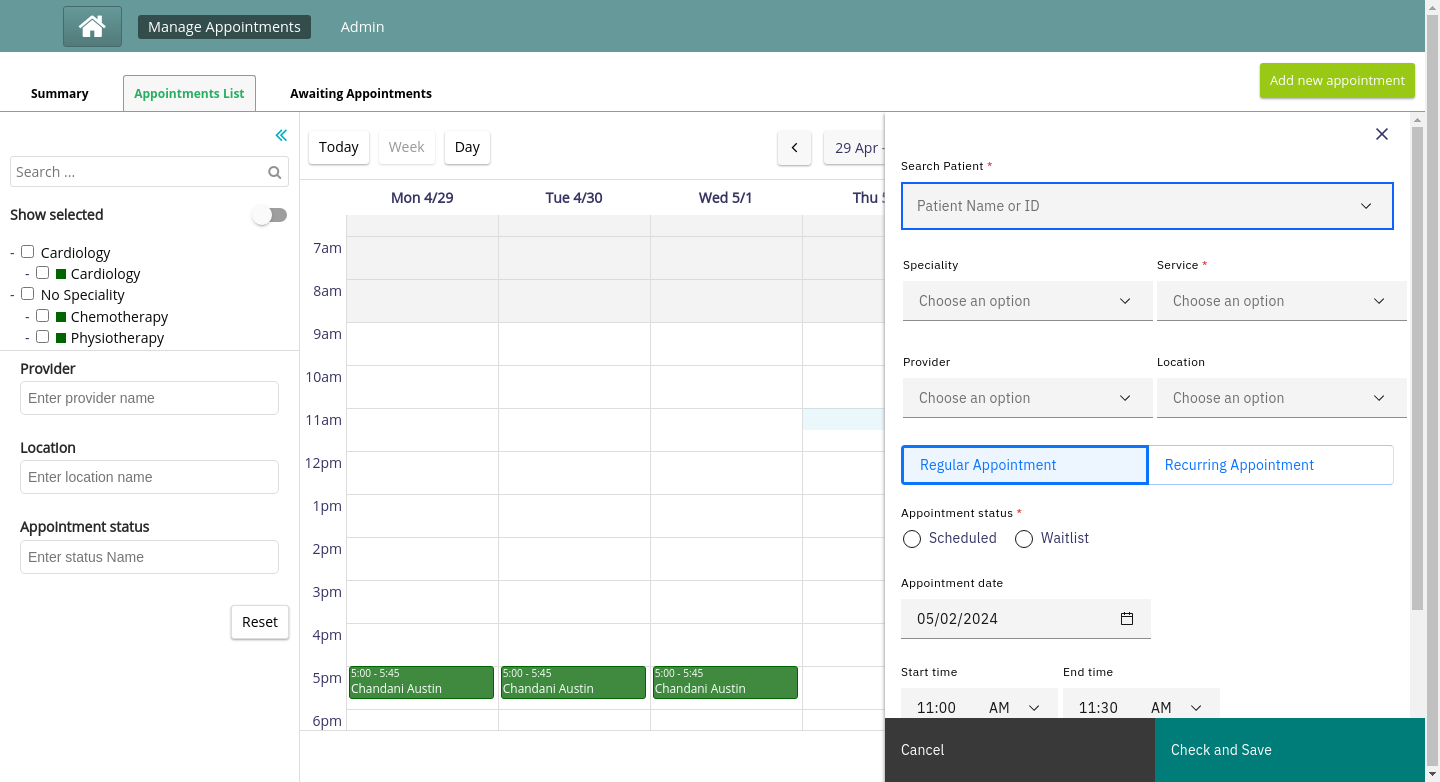 Manage Appointments
Admin
Summary
Appointments List
Awaiting Appointments
Add new appointment
Search ...
Show selected
- Cardiology
- Cardiology
- No Speciality
- Chemotherapy
- Physiotherapy
Provider
Enter provider name
Location
Enter location name
Appointment status
Enter status Name
Reset
Today
Week
Day
29 Apr -
Mon 4/29
Tue 4/30
Wed 5/1
Thu
7am
8am
9am
10am
11am
12pm
1pm
2pm
3pm
4pm
5pm
6pm
5:00 - 5:45
Chandani Austin
5:00 - 5:45
Chandani Austin
5:00 - 5:45
Chandani Austin
Search Patient *
Patient Name or ID
Speciality
Service *
Choose an option
Choose an option
Provider
Location
Choose an option
Choose an option
Regular Appointment
Recurring Appointment
Appointment status *
Scheduled
Waitlist
Appointment date
05/02/2024
Start time
End time
11:00 AM
11:30 AM
Cancel
Check and Save